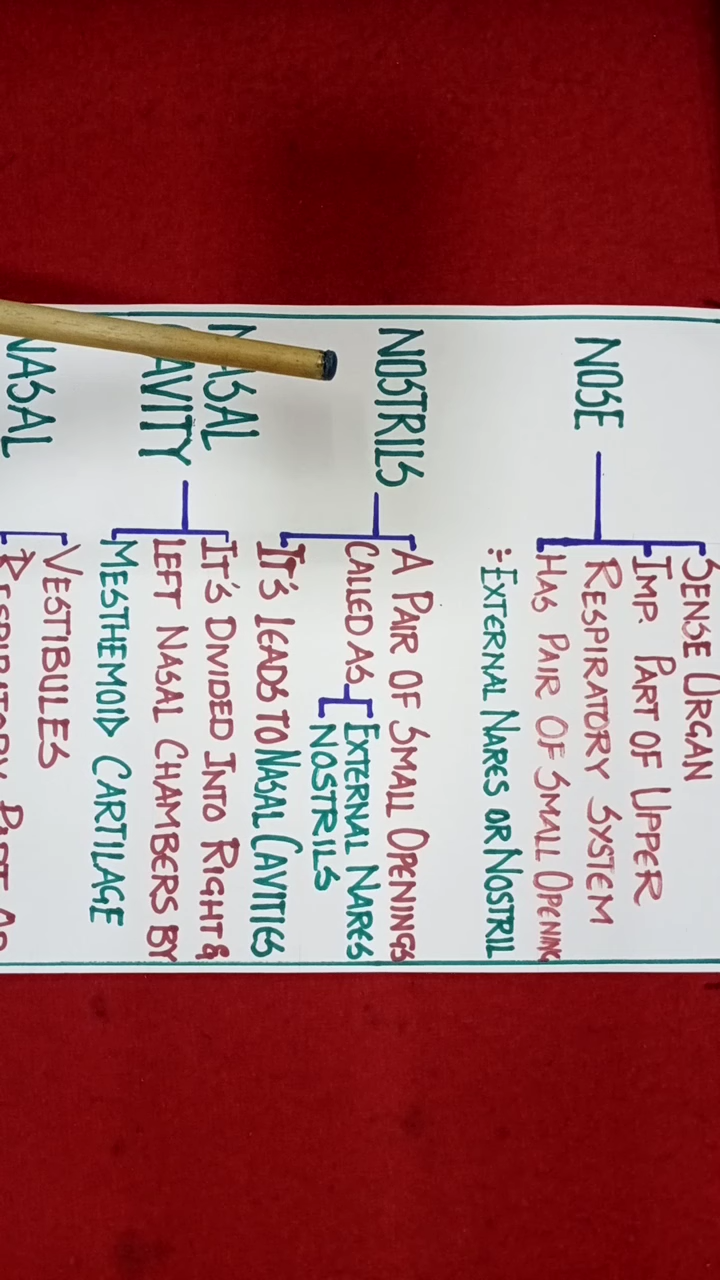 SENSE ORGAN
NOSE
IMP. PART OF UPPER
RESPIRATORY SYSTEM
HAS PAIR OF SMALL OPENING
:- EXTERNAL NARES OR NOSTRIL
NOSTRILS
A PAIR OF SMALL OPENINGS
CALLED AS EXTERNAL NARES
NOSTRILS
IT'S LEADS TO NASAL CAVITIES
NASAL
CAVITY
IT'S DIVIDED INTO RIGHT &
LEFT NASAL CHAMBERS BY
MESTHEMOID CARTILAGE
NASAL
VESTIBULES